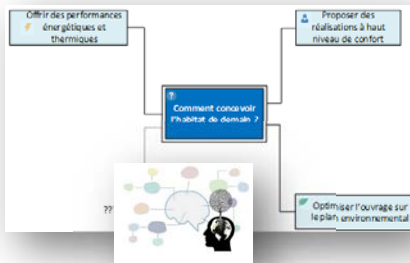 Offrir des performances
énergétiques et
thermiques
Proposer des
réalisations à haut
niveau de confort
Comment concevoir
l'habitat de demain ?
??
Optimiser l'ouvrage sur
le plan environnemental